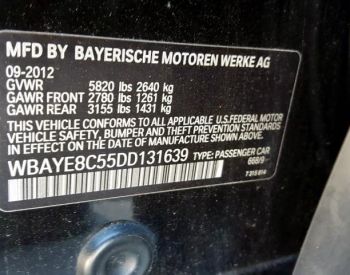 MFD BY BAYERISCHE MOTOREN WERKE AG
09-2012
GVWR 5820 lbs 2640 kg
GAWR FRONT 2780 lbs 1261 kg
GAWR REAR 3155 lbs 1431 kg
THIS VEHICLE CONFORMS TO ALL APPLICABLE U.S.FEDERAL MOTOR
VEHICLE SAFETY, BUMPER AND THEFT PREVENTION STANDARDS
IN EFFECT ON THE DATE OF MANUFACTURE SHOWN ABOVE.
WBAYE8C55DD131639 TYPE: PASSENGER CAR
668/9